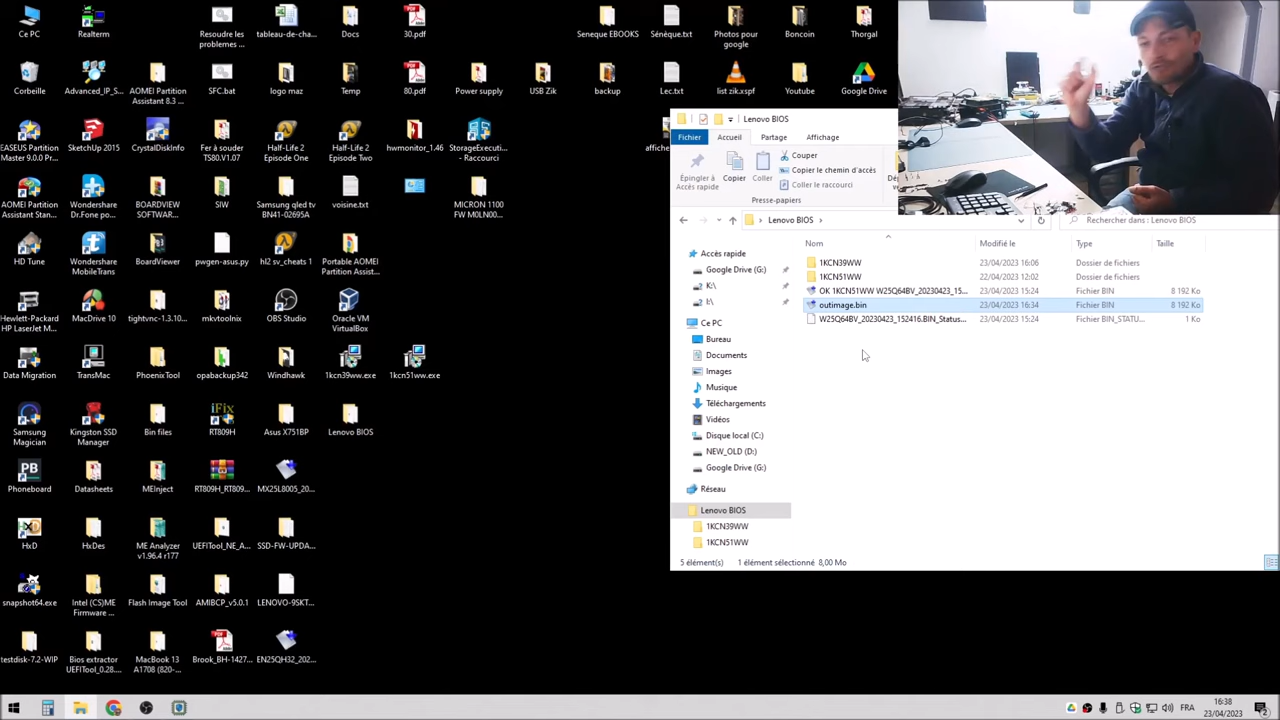 Ce PC
Realterm
Resoudre les
problemes ...
tableau-de-cha...
Docs
30.pdf
Seneque EBOOKS
Sénéque.txt
Photos pour
google
Boncoin
Thorgal
Corbeille
Advanced_IP_S...
AOMEI Partition
Assistant 8.3 ...
SFC.bat
logo maz
Temp
80.pdf
Power supply
USB Zik
backup
Lec.txt
list zik.xspf
Youtube
Google Drive
EASEUS Partition
Master 9.0.0 Pr...
SketchUp 2015
CrystalDiskInfo
Fer à souder
TS80.V1.07
Half-Life 2
Episode One
Half-Life 2
Episode Two
hwmonitor_1.46
StorageExecuti...
- Raccourci
AOMEI Partition
Assistant Stan...
Wondershare
Dr.Fone po...
BOARDVIEW
SOFTWAR...
SIW
Samsung qled tv
BN41-02695A
voisine.txt
MICRON 1100
FW M0LN00...
HD Tune
Wondershare
MobileTrans
BoardViewer
pwgen-asus.py
hl2 sv_cheats 1
Portable AOMEI
Partition Assist...
Hewlett-Packard
HP LaserJet M...
MacDrive 10
tightvnc-1.3.10...
mkvtoolnix
OBS Studio
Oracle VM
VirtualBox
Data Migration
TransMac
PhoenixTool
opabackup342
Windhawk
1kcn39ww.exe
1kcn51ww.exe
Samsung
Magician
Kingston SSD
Manager
Bin files
iFix
RT809H
Asus X751BP
Lenovo BIOS
PB
Phoneboard
Datasheets
MEInject
RT809H_RT809...
MX25L8005_20...
HxD
HxDes
ME Analyzer
v1.96.4 r177
UEFITool_NE_A...
SSD-FW-UPDA...
snapshot64.exe
Intel (CS)ME
Firmware ...
Flash Image Tool
AMIBCP_v5.0.1
LENOVO-9SKT...
testdisk-7.2-WIP
Bios extractor
UEFITool_0.28....
MacBook 13
A1708 (820-...
Brook_BH-1427...
EN25QH32_202...
Lenovo BIOS
Fichier
Accueil
Partage
Affichage
Épingler à
Accès rapide
Copier
Coller
Couper
Copier le chemin d'accès
Coller le raccourci
Presse-papiers
Lenovo BIOS
Rechercher dans : Lenovo BIOS
Accès rapide
Google Drive (G:)
K:\
I:\
Ce PC
Bureau
Documents
Images
Musique
Téléchargements
Vidéos
Disque local (C:)
NEW_OLD (D:)
Google Drive (G:)
Réseau
Lenovo BIOS
1KCN39WW
1KCN51WW
Nom Modifié le Type Taille
1KCN39WW 23/04/2023 16:06 Dossier de fichiers
1KCN51WW 22/04/2023 12:02 Dossier de fichiers
OK 1KCN51WW W25Q64BV_20230423_15... 23/04/2023 15:24 Fichier BIN 8 192 Ko
outimage.bin 23/04/2023 16:34 Fichier BIN 8 192 Ko
W25Q64BV_20230423_152416.BIN_Status... 23/04/2023 15:24 Fichier BIN_STATU... 1 Ko
5 élément(s) 1 élément sélectionné 8,00 Mo
FRA
16:38
23/04/2023
2